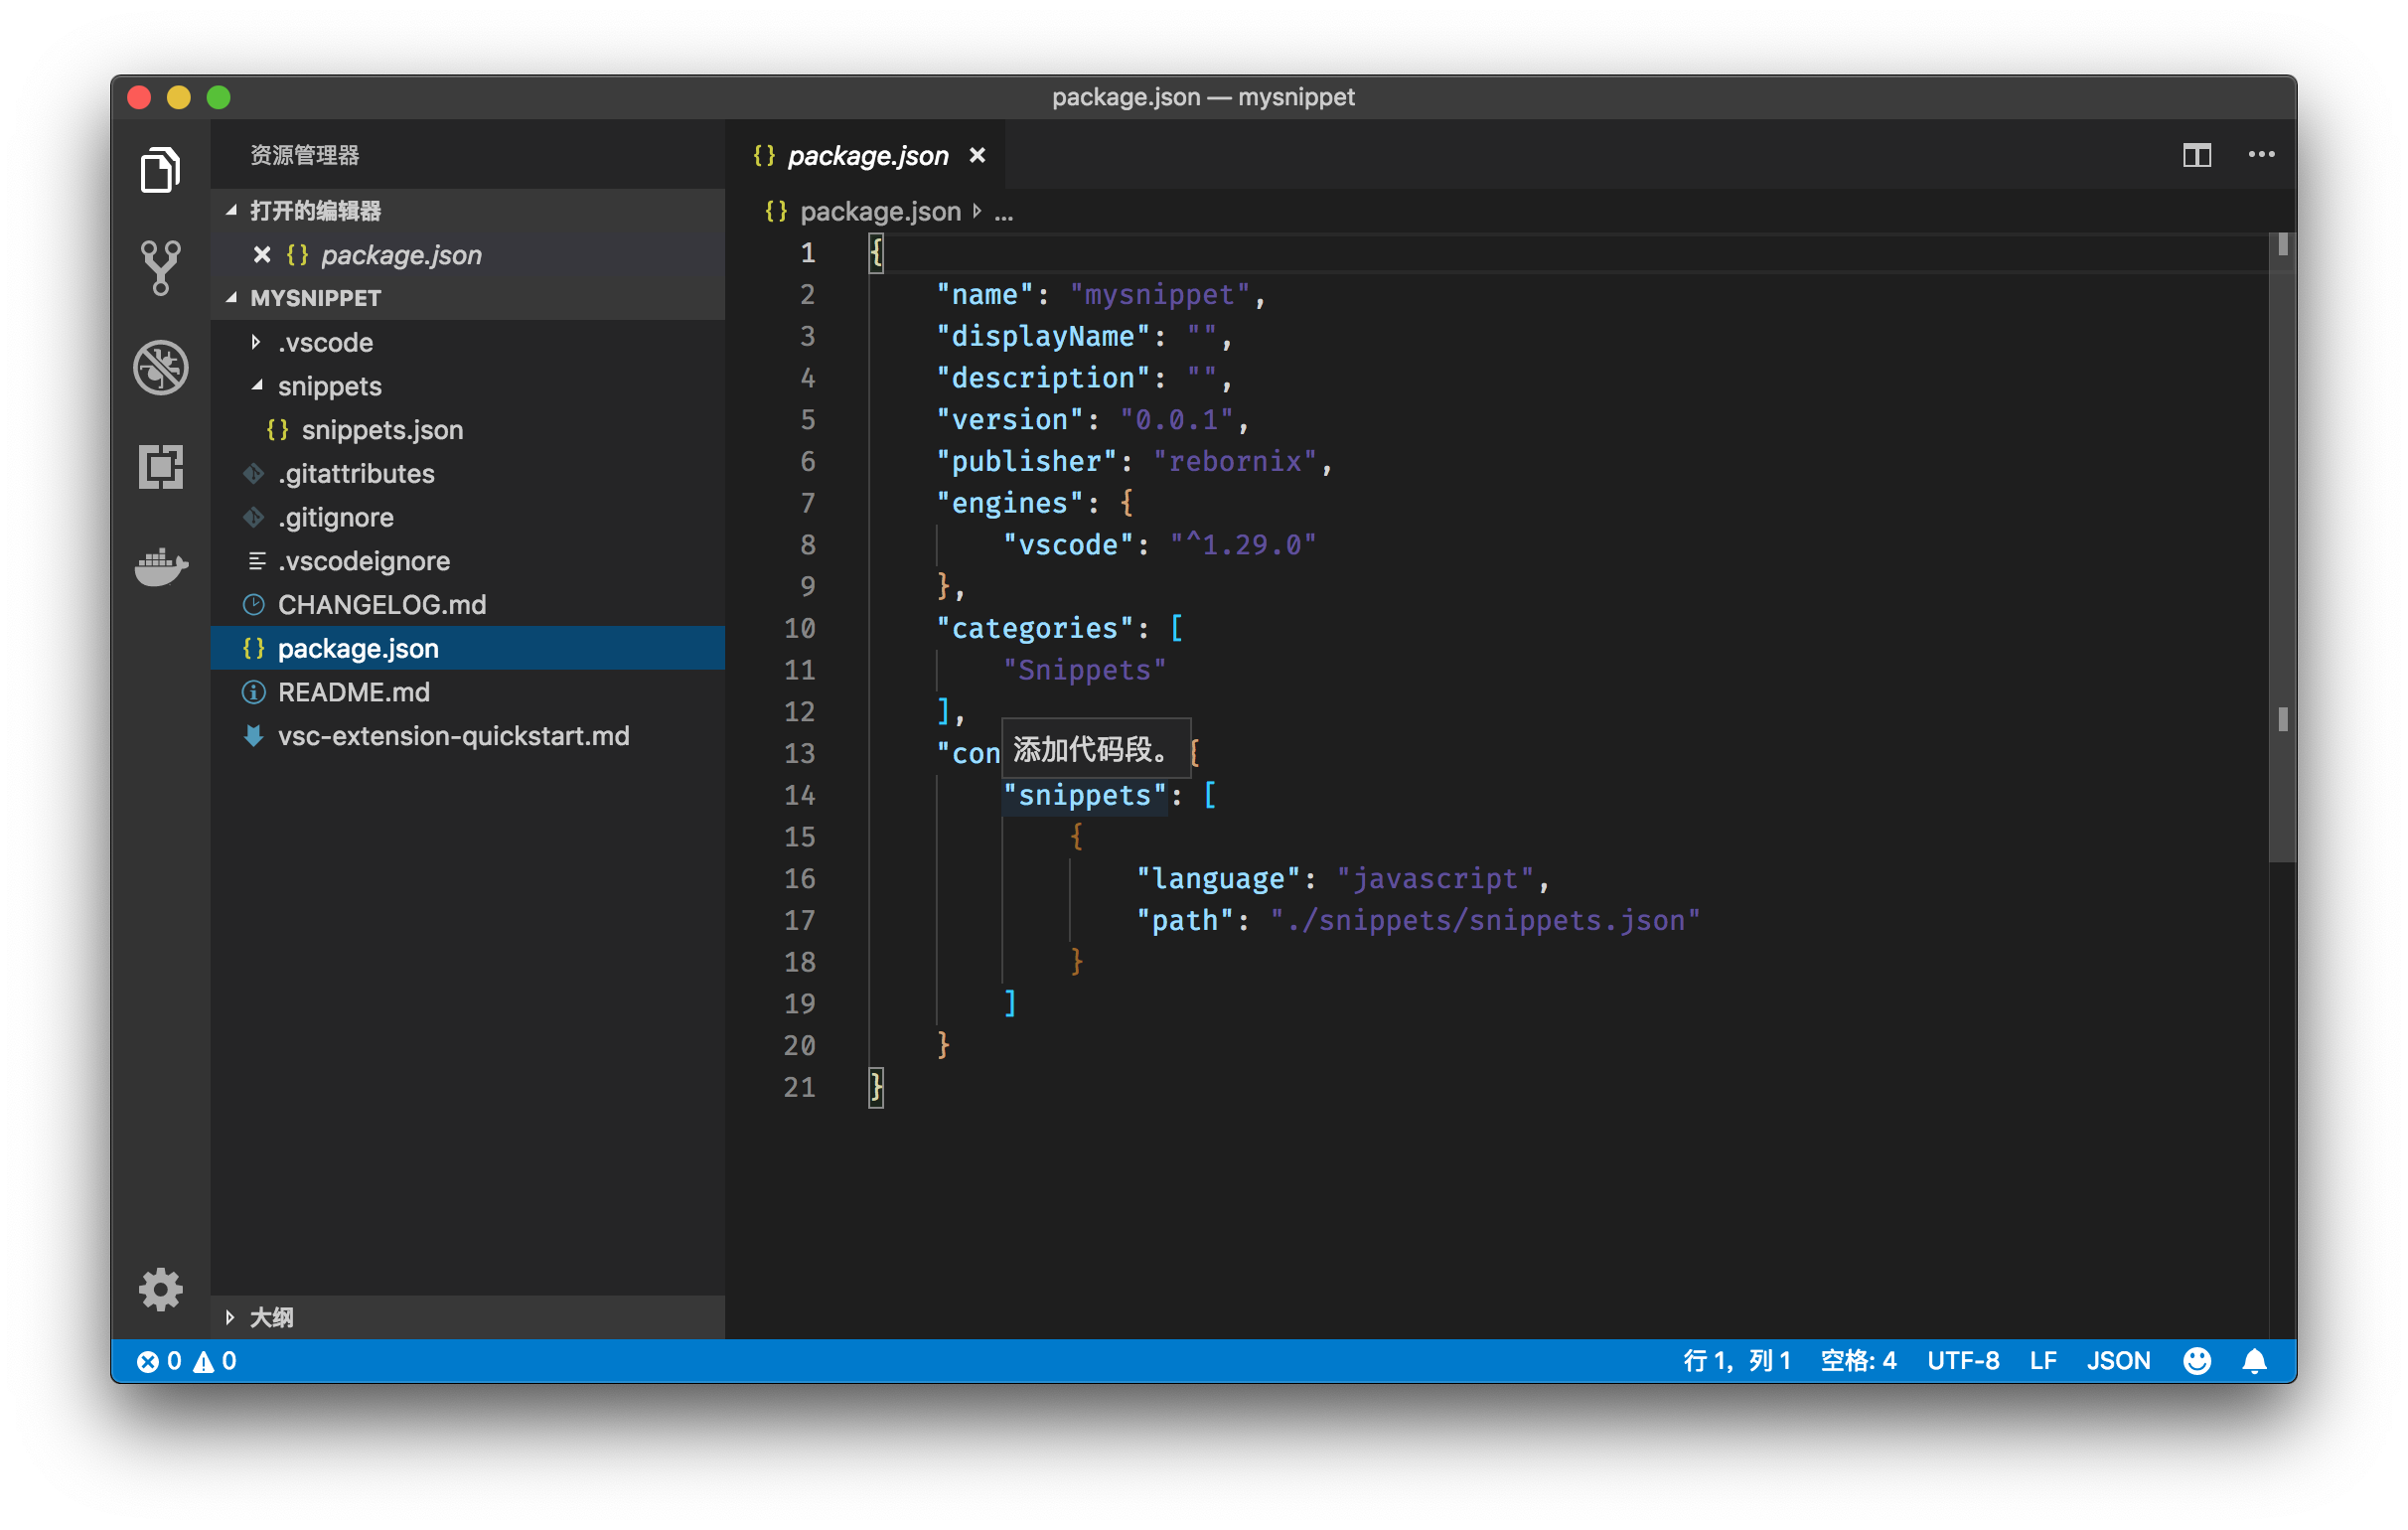 package.json — mysnippet
资源管理器
打开的编辑器
{} package.json
MYSNIPPET
.vscode
snippets
{} snippets.json
.gitattributes
.gitignore
.vscodeignore
CHANGELOG.md
{} package.json
README.md
vsc-extension-quickstart.md
大纲
{} package.json
{} package.json ...
1 {
2 "name": "mysnippet",
3 "displayName": "",
4 "description": "",
5 "version": "0.0.1",
6 "publisher": "rebornix",
7 "engines": {
8 "vscode": "^1.29.0"
9 },
10 "categories": [
11 "Snippets"
12 ],
13 "con {
添加代码段。
14 "snippets": [
15 {
16 "language": "javascript",
17 "path": "./snippets/snippets.json"
18 }
19 ]
20 }
21 }
0 0 行 1，列 1 空格: 4 UTF-8 LF JSON